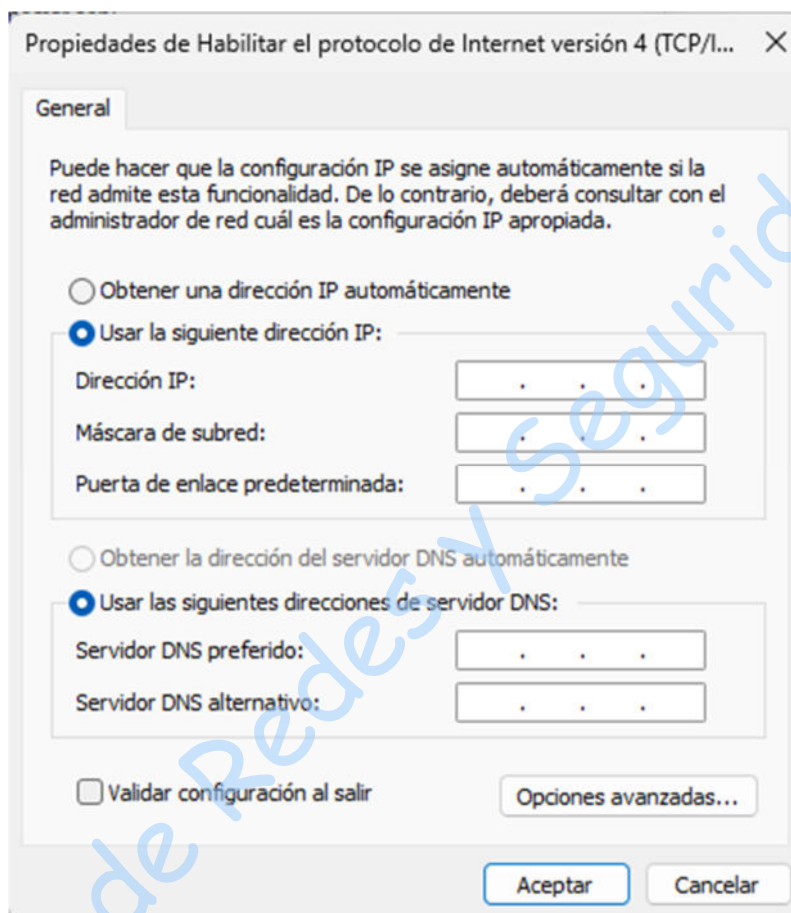 Propiedades de Habilitar el protocolo de Internet versión 4 (TCP/I...
General
Puede hacer que la configuración IP se asigne automáticamente si la
red admite esta funcionalidad. De lo contrario, deberá consultar con el
administrador de red cuál es la configuración IP apropiada.
Obtener una dirección IP automáticamente
Usar la siguiente dirección IP:
Dirección IP: . . .
Máscara de subred: . . .
Puerta de enlace predeterminada: . . .
Obtener la dirección del servidor DNS automáticamente
Usar las siguientes direcciones de servidor DNS:
Servidor DNS preferido: . . .
Servidor DNS alternativo: . . .
Validar configuración al salir
Opciones avanzadas...
Aceptar Cancelar
de Redes y Segurid